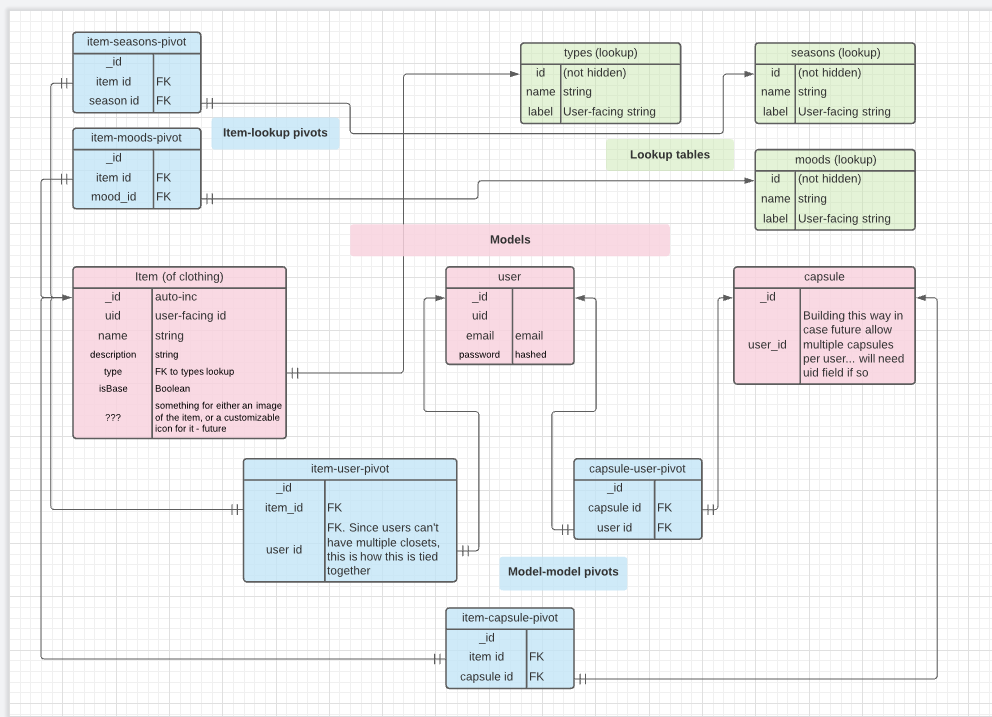 item-seasons-pivot
_id
item id FK
season id FK
types (lookup)
id (not hidden)
name string
label User-facing string
seasons (lookup)
id (not hidden)
name string
label User-facing string
Item-lookup pivots
item-moods-pivot
_id
item id FK
mood_id FK
Lookup tables
moods (lookup)
id (not hidden)
name string
label User-facing string
Models
Item (of clothing)
_id auto-inc
uid user-facing id
name string
description string
type FK to types lookup
isBase Boolean
??? something for either an image
of the item, or a customizable
icon for it - future
user
_id
uid
email email
password hashed
capsule
_id
user_id Building this way in
case future allow
multiple capsules
per user... will need
uid field if so
item-user-pivot
_id
item_id FK
user id FK. Since users can't
have multiple closets,
this is how this is tied
together
capsule-user-pivot
_id
capsule id FK
user id FK
Model-model pivots
item-capsule-pivot
_id
item id FK
capsule id FK